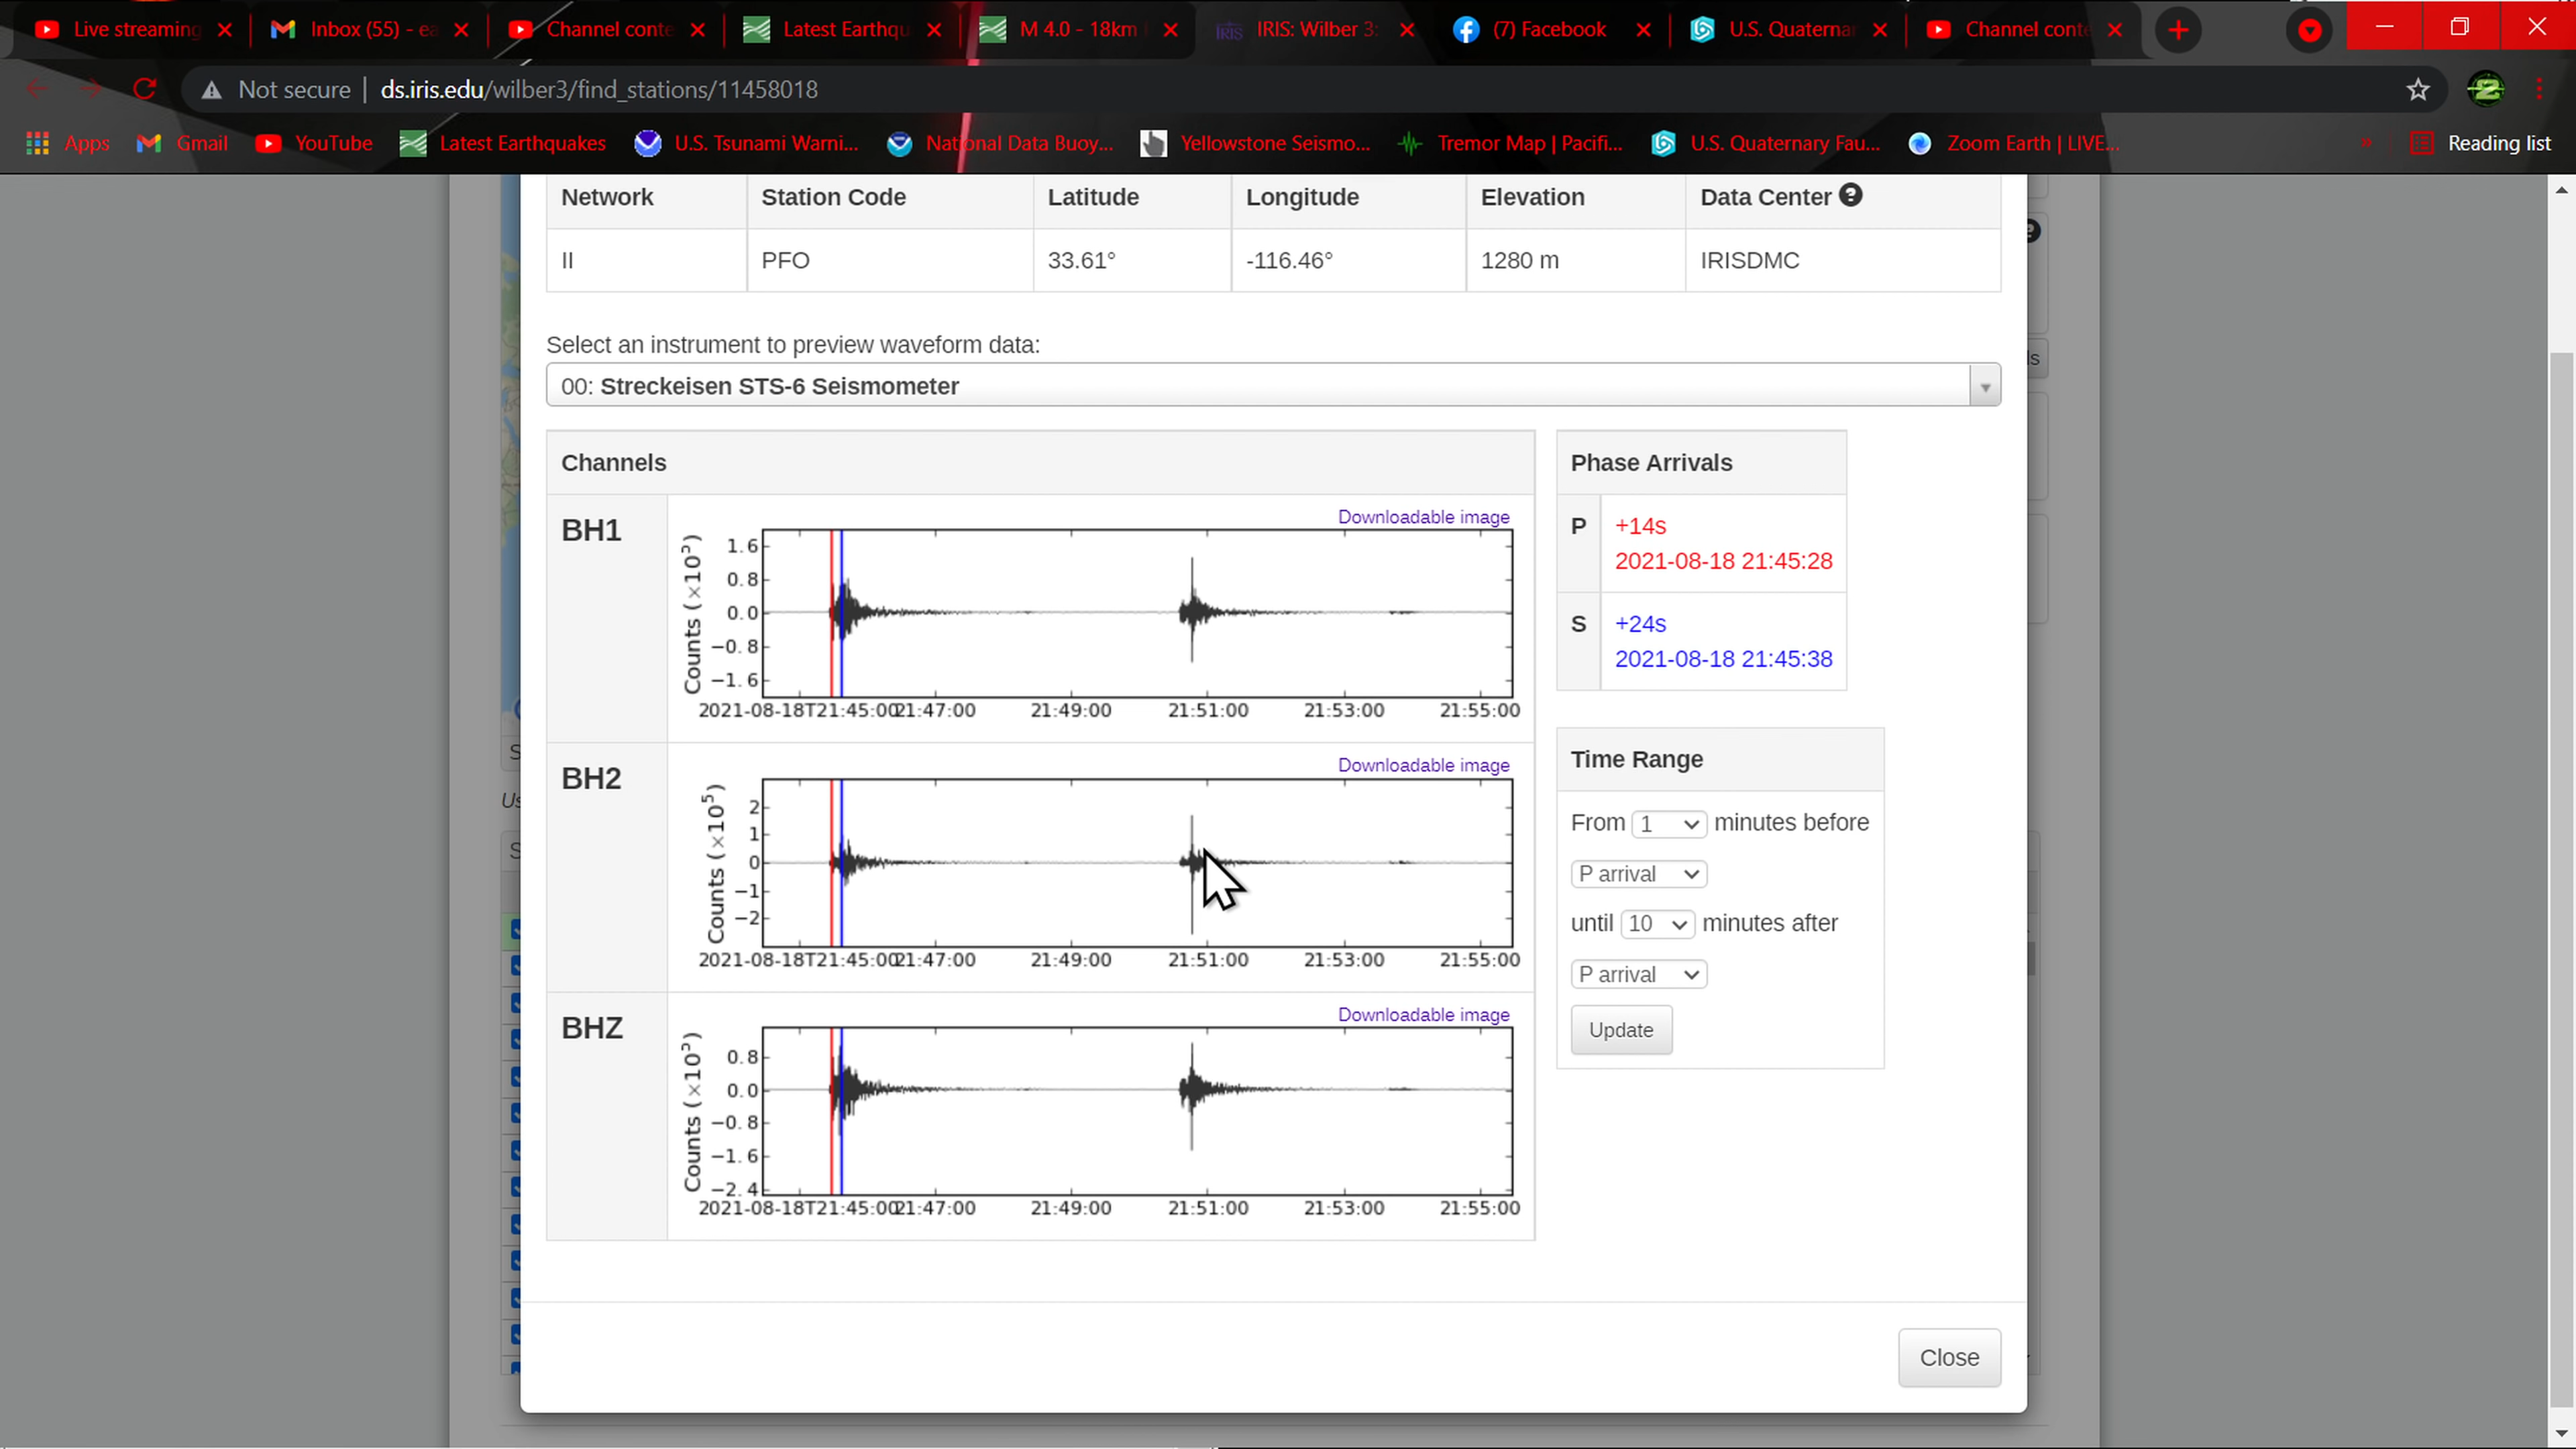 Live streaming
Inbox (55) - ea
Channel conte
Latest Earthqu
M 4.0 - 18km
IRIS: Wilber 3:
(7) Facebook
U.S. Quaternar
Channel conte
Not secure
ds.iris.edu/wilber3/find_stations/11458018
Apps
Gmail
YouTube
Latest Earthquakes
U.S. Tsunami Warni...
National Data Buoy...
Yellowstone Seismo...
Tremor Map | Pacifi...
U.S. Quaternary Fau...
Zoom Earth | LIVE...
»
Reading list
Network Station Code Latitude Longitude Elevation Data Center ?
II PFO 33.61° -116.46° 1280 m IRISDMC
Select an instrument to preview waveform data:
00: Streckeisen STS-6 Seismometer
Channels
BH1
Downloadable image
Counts (×10⁵)
1.6
0.8
0.0
−0.8
−1.6
2021-08-18T21:45:00 21:47:00 21:49:00 21:51:00 21:53:00 21:55:00
BH2
Downloadable image
Counts (×10⁵)
2
1
0
−1
−2
2021-08-18T21:45:00 21:47:00 21:49:00 21:51:00 21:53:00 21:55:00
BHZ
Downloadable image
Counts (×10⁵)
0.8
0.0
−0.8
−1.6
−2.4
2021-08-18T21:45:00 21:47:00 21:49:00 21:51:00 21:53:00 21:55:00
Phase Arrivals
P +14s
2021-08-18 21:45:28
S +24s
2021-08-18 21:45:38
Time Range
From 1 minutes before
P arrival
until 10 minutes after
P arrival
Update
Close